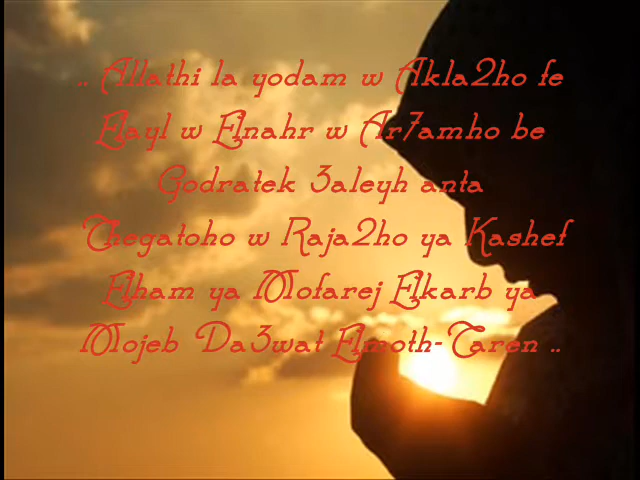 .. Allathi la yodam w Akla2ho fe
Elayl w Elnahr w Ar7amho be
Godratek 3aleyh anta
Thegatoho w Raja2ho ya Kashef
Elham ya Mofarej Elkarb ya
Mojeb Da3wat Elmoth-Taren ..